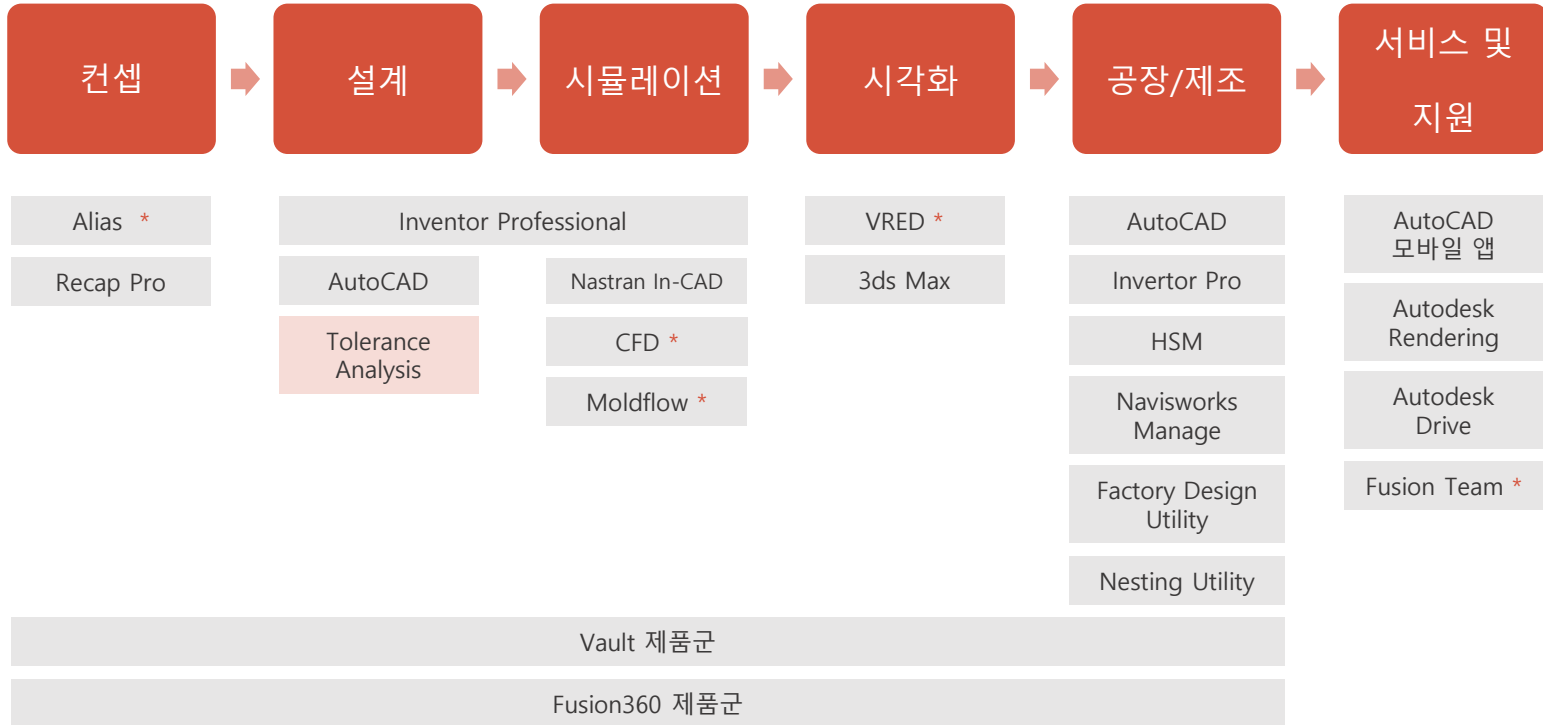 컨셉
설계
시뮬레이션
시각화
공장/제조
서비스 및
지원
Alias *
Recap Pro
Inventor Professional
AutoCAD
Tolerance
Analysis
Nastran In-CAD
CFD *
Moldflow *
VRED *
3ds Max
AutoCAD
Invertor Pro
HSM
Navisworks
Manage
Factory Design
Utility
Nesting Utility
AutoCAD
모바일 앱
Autodesk
Rendering
Autodesk
Drive
Fusion Team *
Vault 제품군
Fusion360 제품군